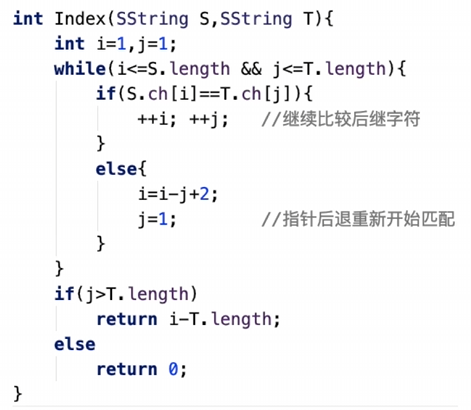 int Index(SString S,SString T){
    int i=1,j=1;
    while(i<=S.length && j<=T.length){
        if(S.ch[i]==T.ch[j]){
            ++i; ++j;   //继续比较后继字符
        }
        else{
            i=i-j+2;
            j=1;        //指针后退重新开始匹配
        }
    }
    if(j>T.length)
        return i-T.length;
    else
        return 0;
}